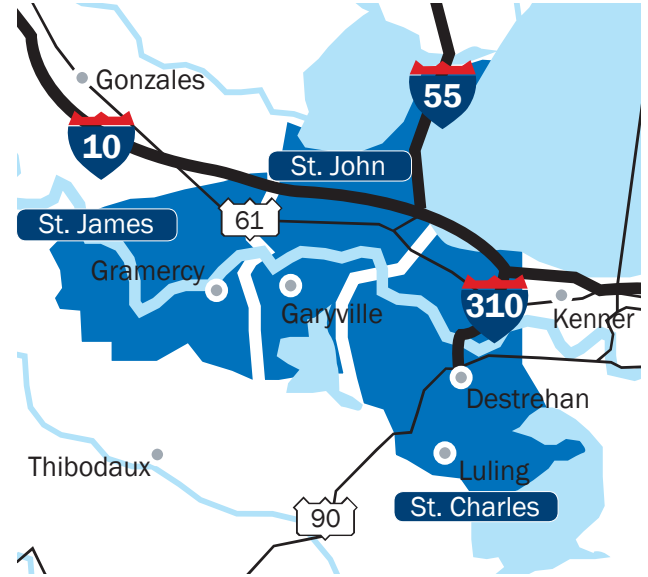 Gonzales
55
10
St. John
St. James
61
Gramercy
Garyville
310
Kenner
Destrehan
Thibodaux
Luling
St. Charles
90